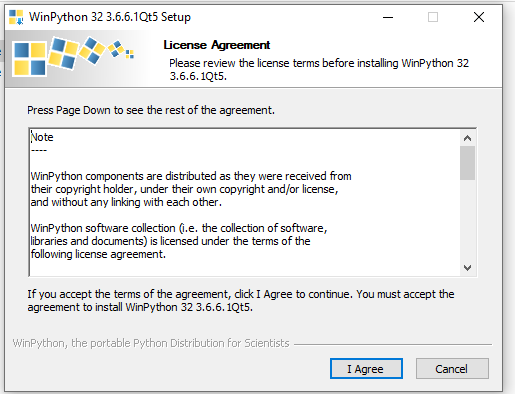 WinPython 32 3.6.6.1Qt5 Setup
License Agreement
Please review the license terms before installing WinPython 32
3.6.6.1Qt5.
Press Page Down to see the rest of the agreement.
Note
----
WinPython components are distributed as they were received from
their copyright holder, under their own copyright and/or license,
and without any linking with each other.
WinPython software collection (i.e. the collection of software,
libraries and documents) is licensed under the terms of the
following license agreement.
If you accept the terms of the agreement, click I Agree to continue. You must accept the
agreement to install WinPython 32 3.6.6.1Qt5.
WinPython, the portable Python Distribution for Scientists
I Agree
Cancel